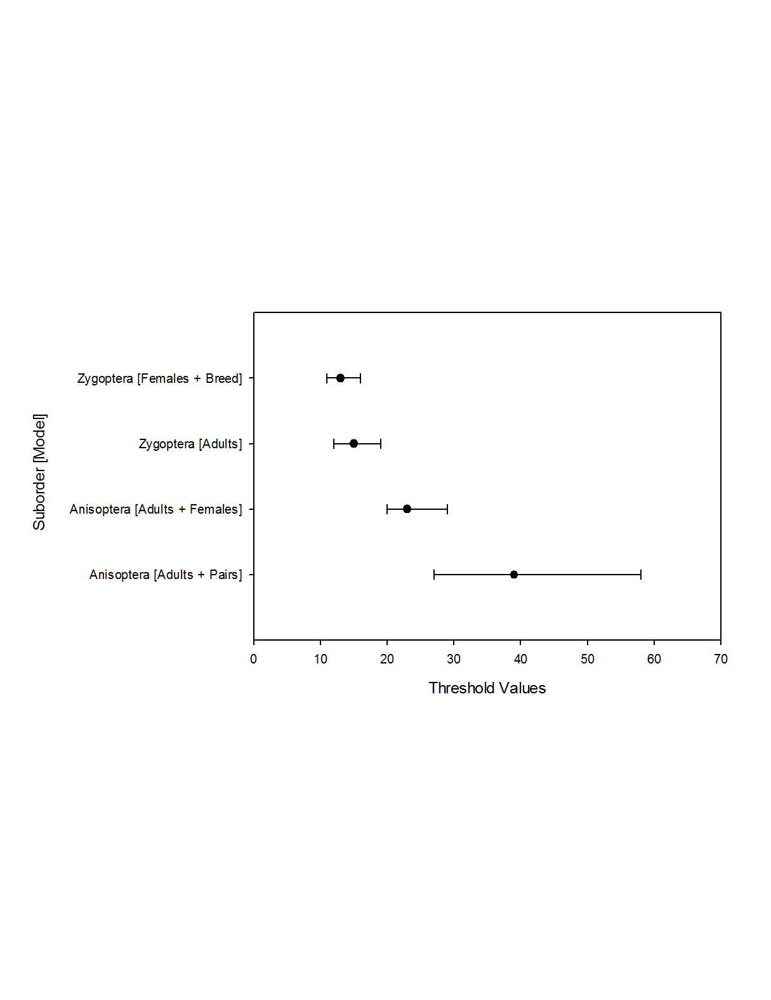 Suborder [Model]
Zygoptera [Females + Breed]
Zygoptera [Adults]
Anisoptera [Adults + Females]
Anisoptera [Adults + Pairs]
0 10 20 30 40 50 60 70
Threshold Values